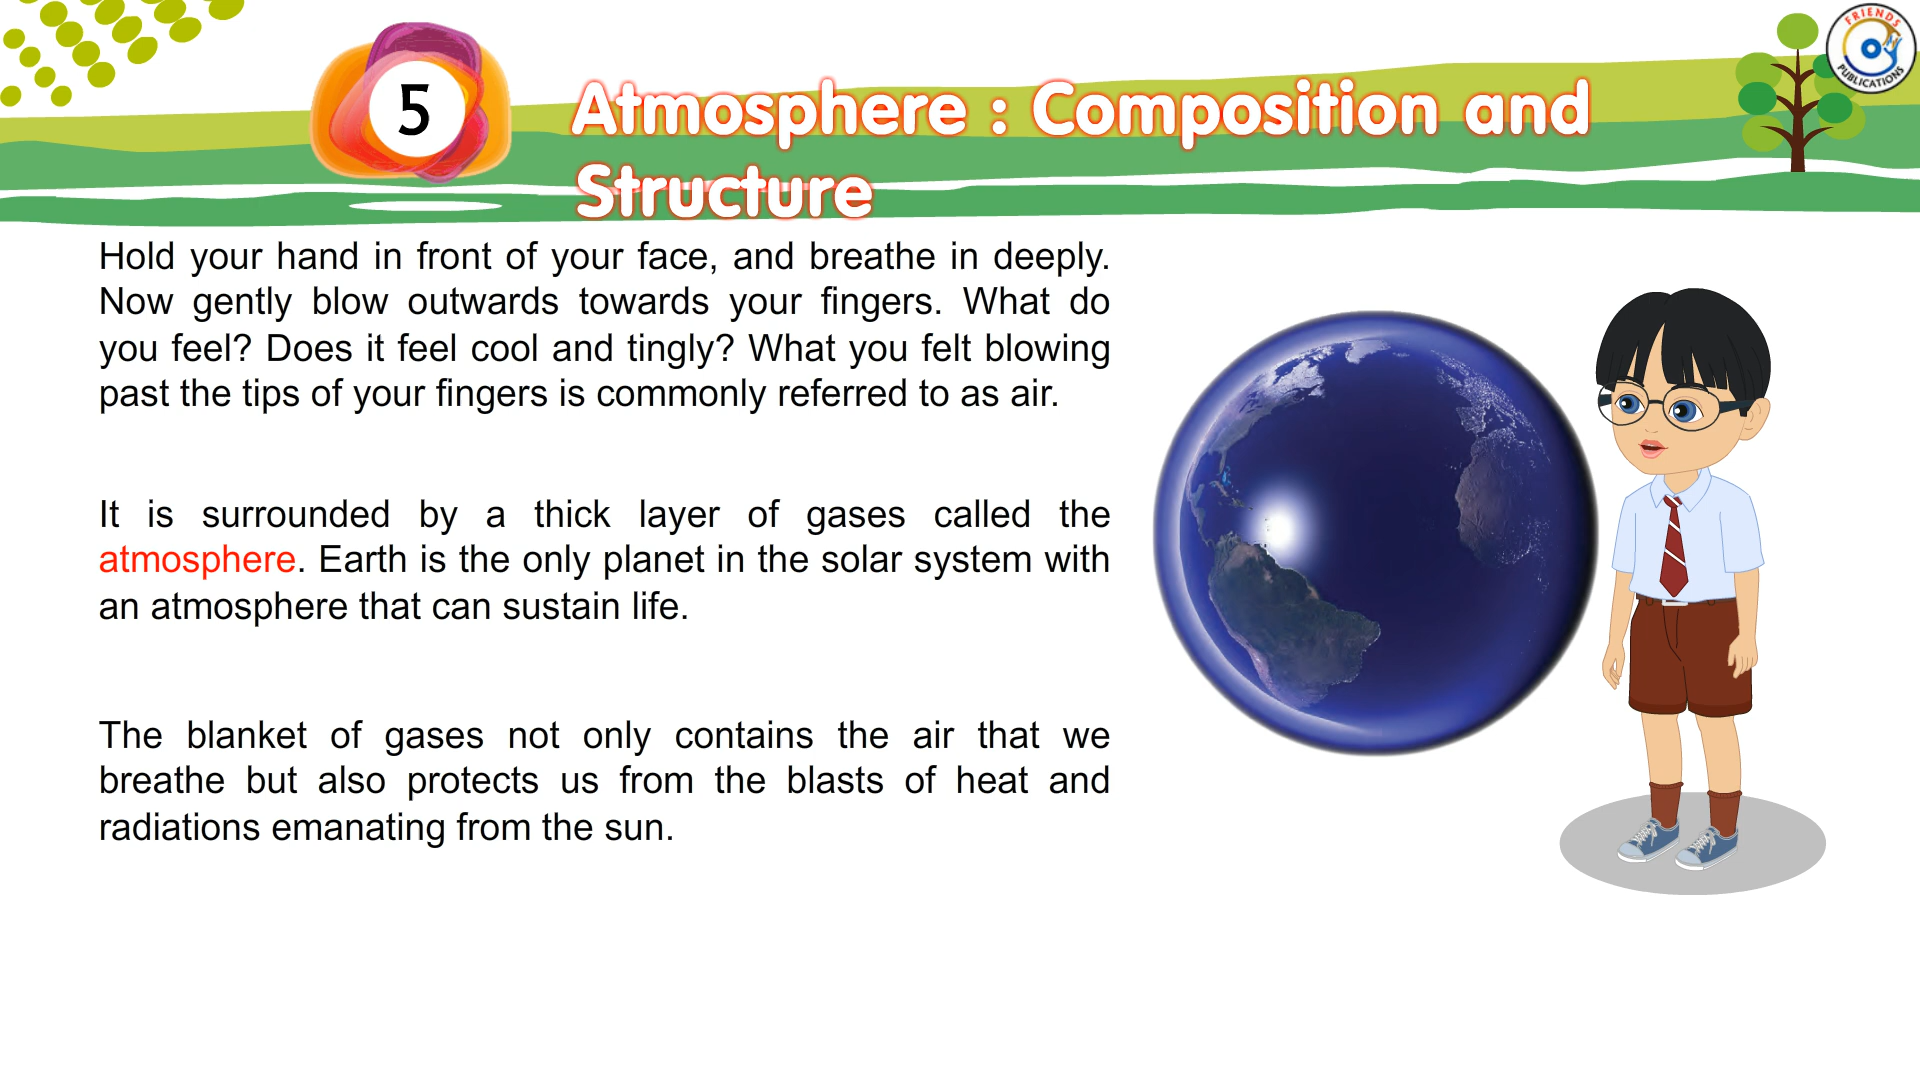 5
Atmosphere : Composition and
Structure
FRIENDS
PUBLICATIONS
Hold your hand in front of your face, and breathe in deeply.
Now gently blow outwards towards your fingers. What do
you feel? Does it feel cool and tingly? What you felt blowing
past the tips of your fingers is commonly referred to as air.
It is surrounded by a thick layer of gases called the
atmosphere. Earth is the only planet in the solar system with
an atmosphere that can sustain life.
The blanket of gases not only contains the air that we
breathe but also protects us from the blasts of heat and
radiations emanating from the sun.